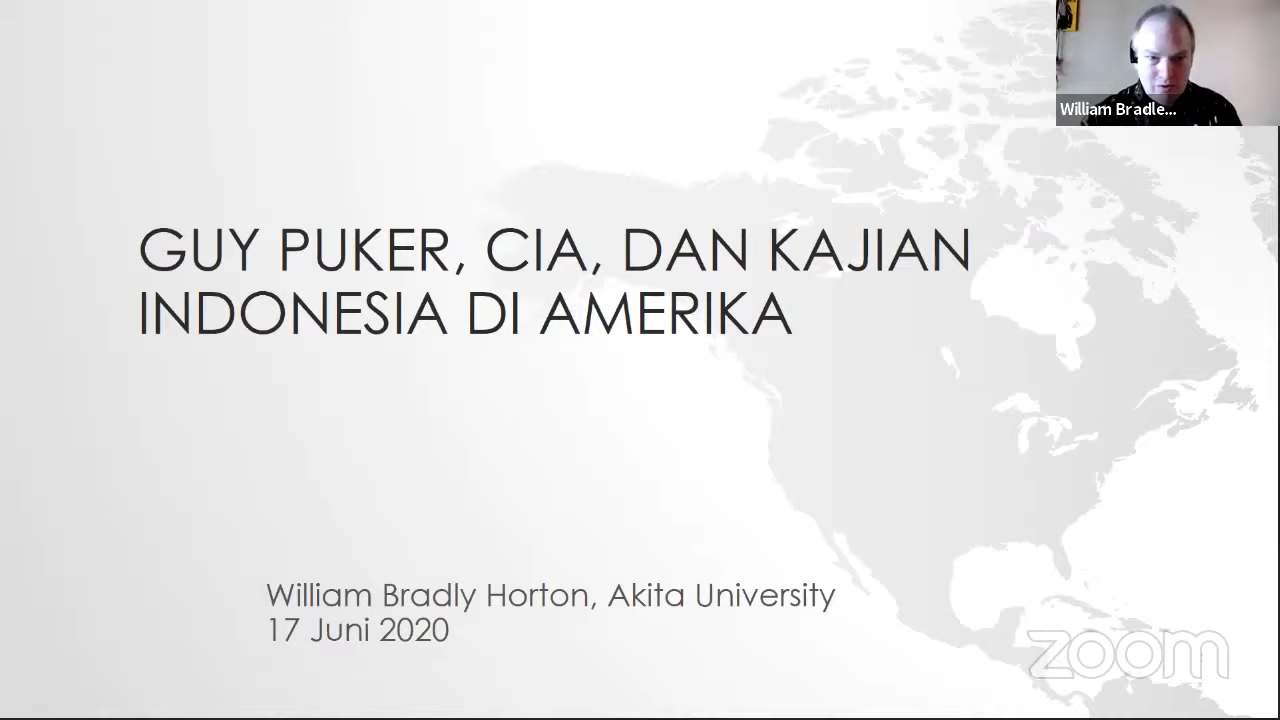 William Bradle...
GUY PUKER, CIA, DAN KAJIAN
INDONESIA DI AMERIKA
William Bradly Horton, Akita University
17 Juni 2020
zoom